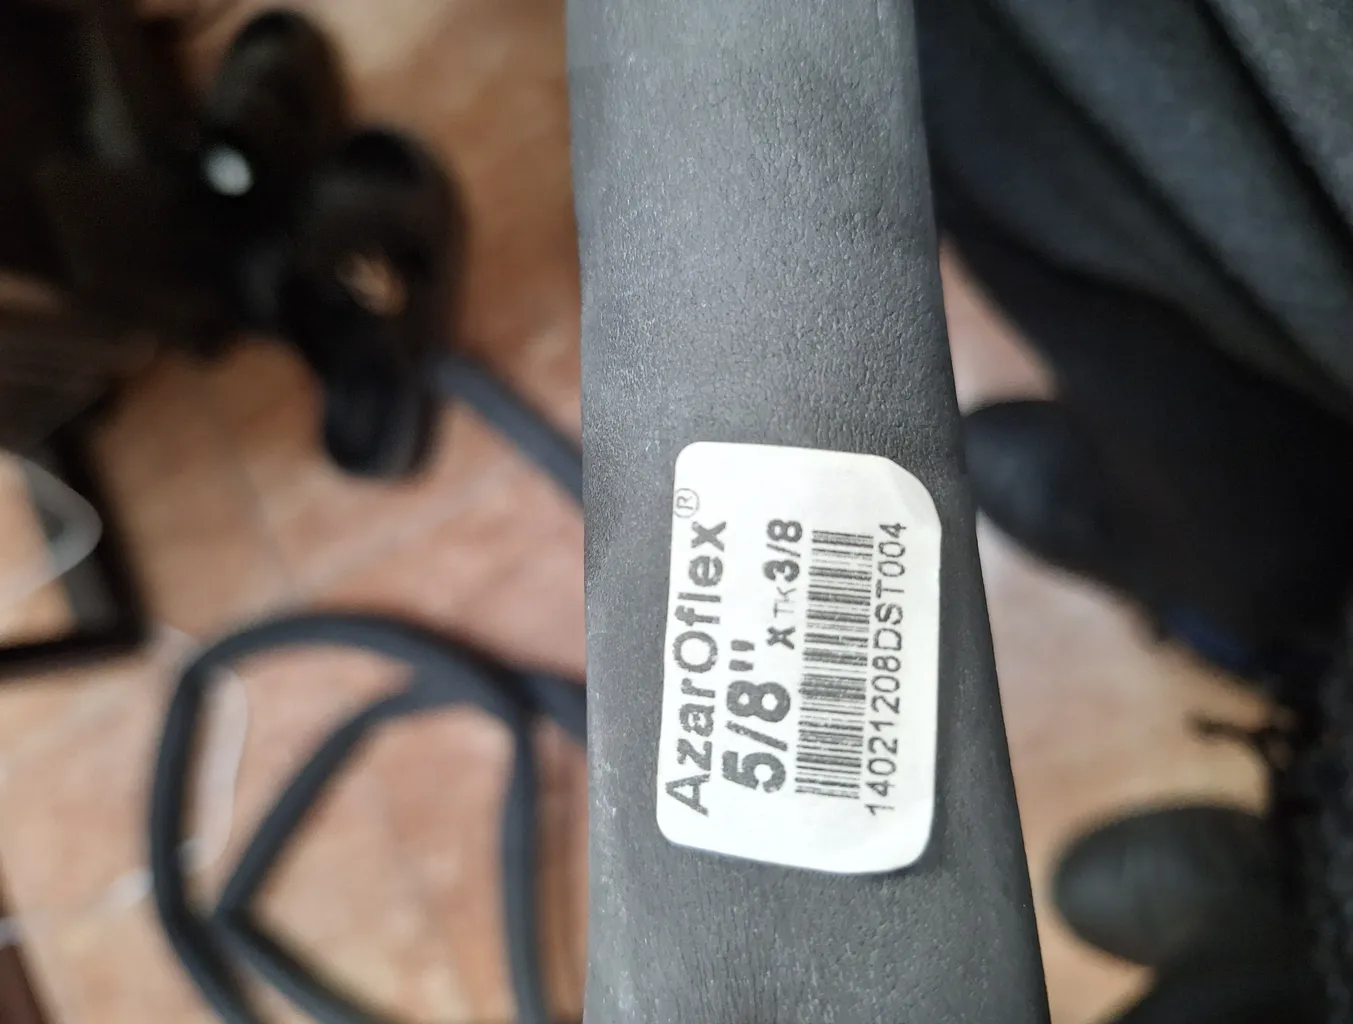 AzarOflex®
5/8" x TK 3/8
14021208DST004